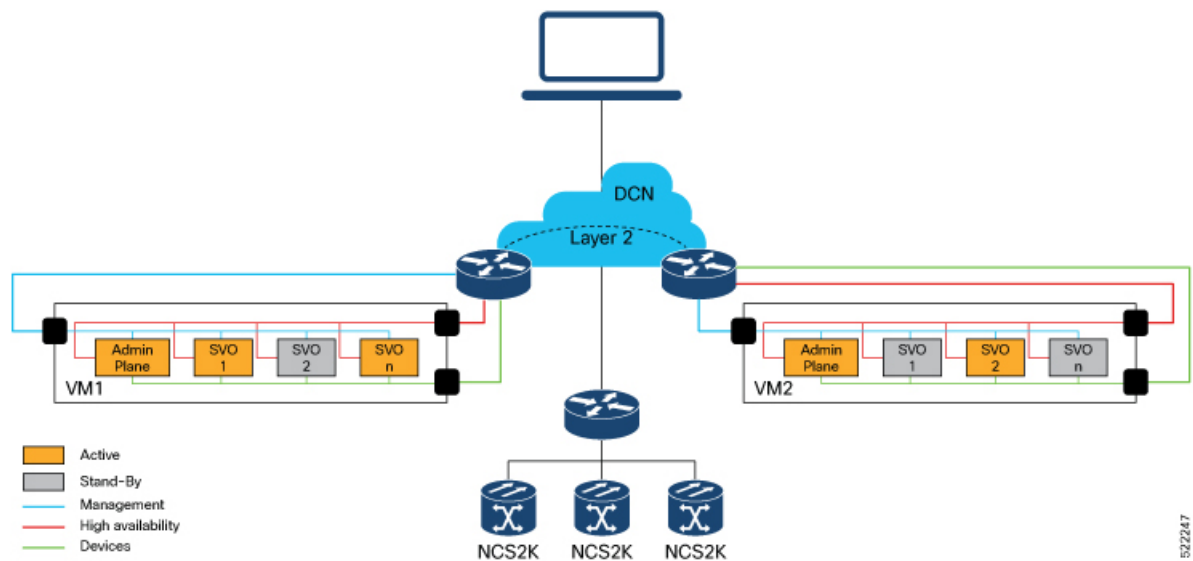 DCN
Layer 2
Admin
Plane
SVO
1
SVO
2
SVO
n
VM1
Admin
Plane
SVO
1
SVO
2
SVO
n
VM2
Active
Stand-By
Management
High availability
Devices
NCS2K
NCS2K
NCS2K
522247